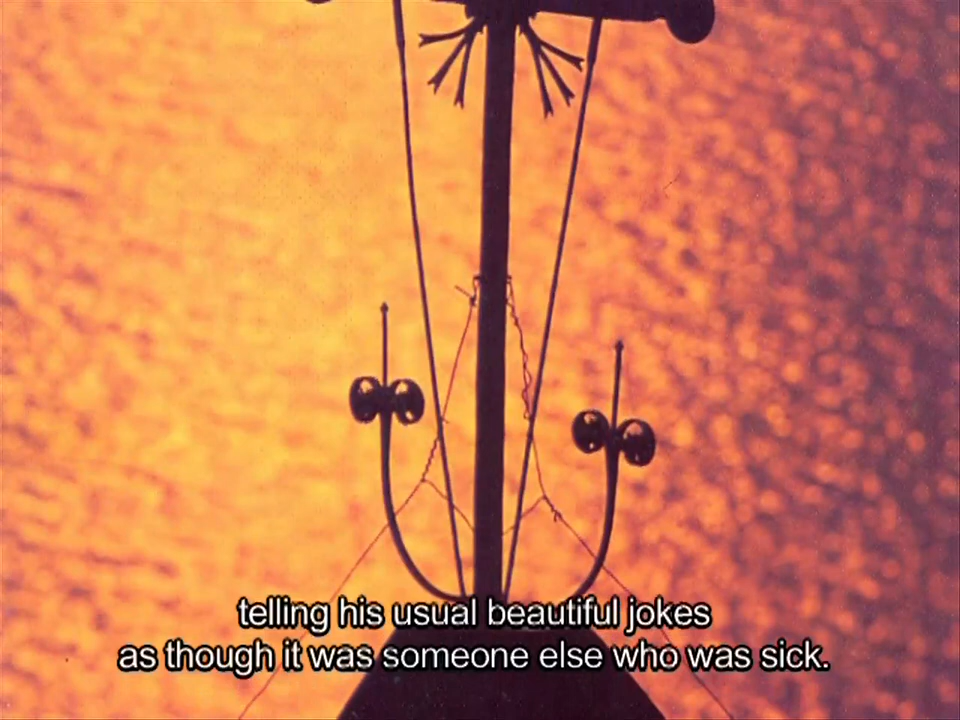 telling his usual beautiful jokes
as though it was someone else who was sick.